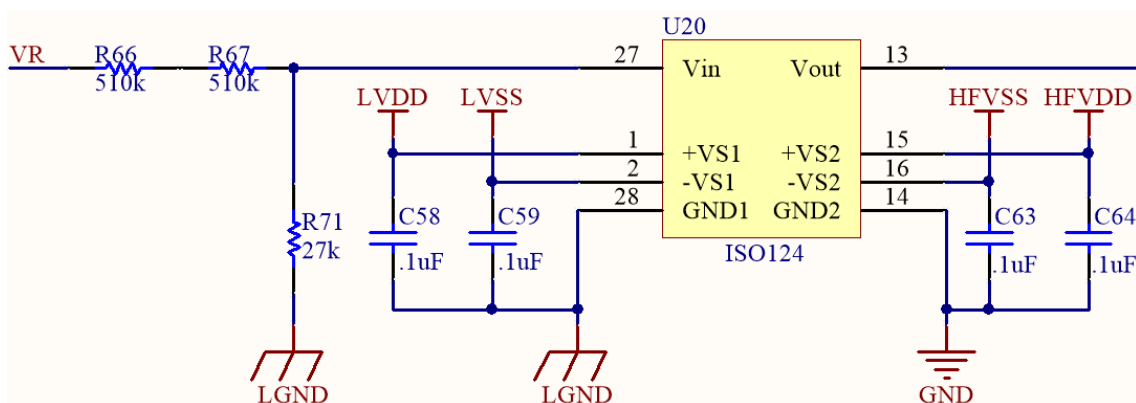 U20
VR
R66
R67
510k
510k
27
Vin
Vout
13
LVDD
LVSS
HFVSS
HFVDD
1
+VS1
+VS2
15
2
-VS1
-VS2
16
28
GND1
GND2
14
R71
27k
C58
.1uF
C59
.1uF
ISO124
C63
.1uF
C64
.1uF
LGND
LGND
GND